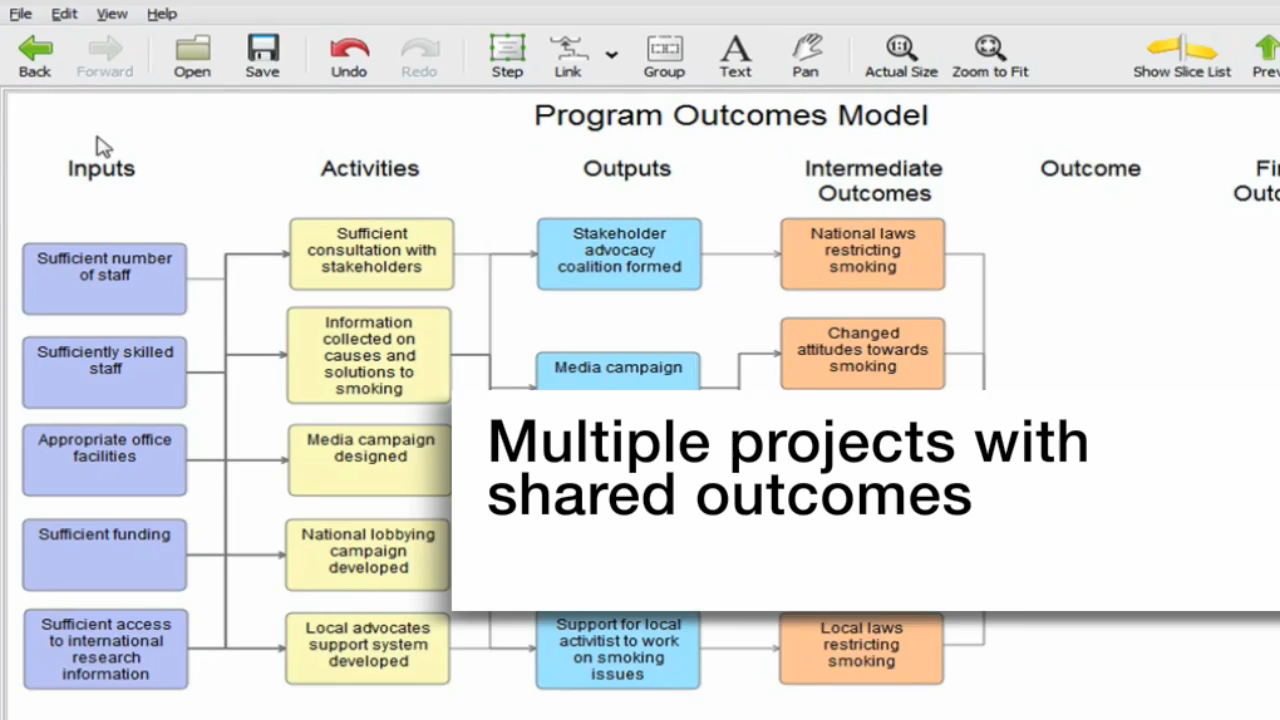 File Edit View Help
Back Forward Open Save Undo Redo Step Link Group Text Pan Actual Size Zoom to Fit Show Slice List
Program Outcomes Model
Inputs
Activities
Outputs
Intermediate
Outcomes
Outcome
Sufficient number
of staff
Sufficiently skilled
staff
Appropriate office
facilities
Sufficient funding
Sufficient access
to international
research
information
Sufficient
consultation with
stakeholders
Information
collected on
causes and
solutions to
smoking
Media campaign
designed
National lobbying
campaign
developed
Local advocates
support system
developed
Stakeholder
advocacy
coalition formed
Media campaign
Support for local
activitist to work
on smoking
issues
National laws
restricting
smoking
Changed
attitudes towards
smoking
Local laws
restricting
smoking
Multiple projects with
shared outcomes